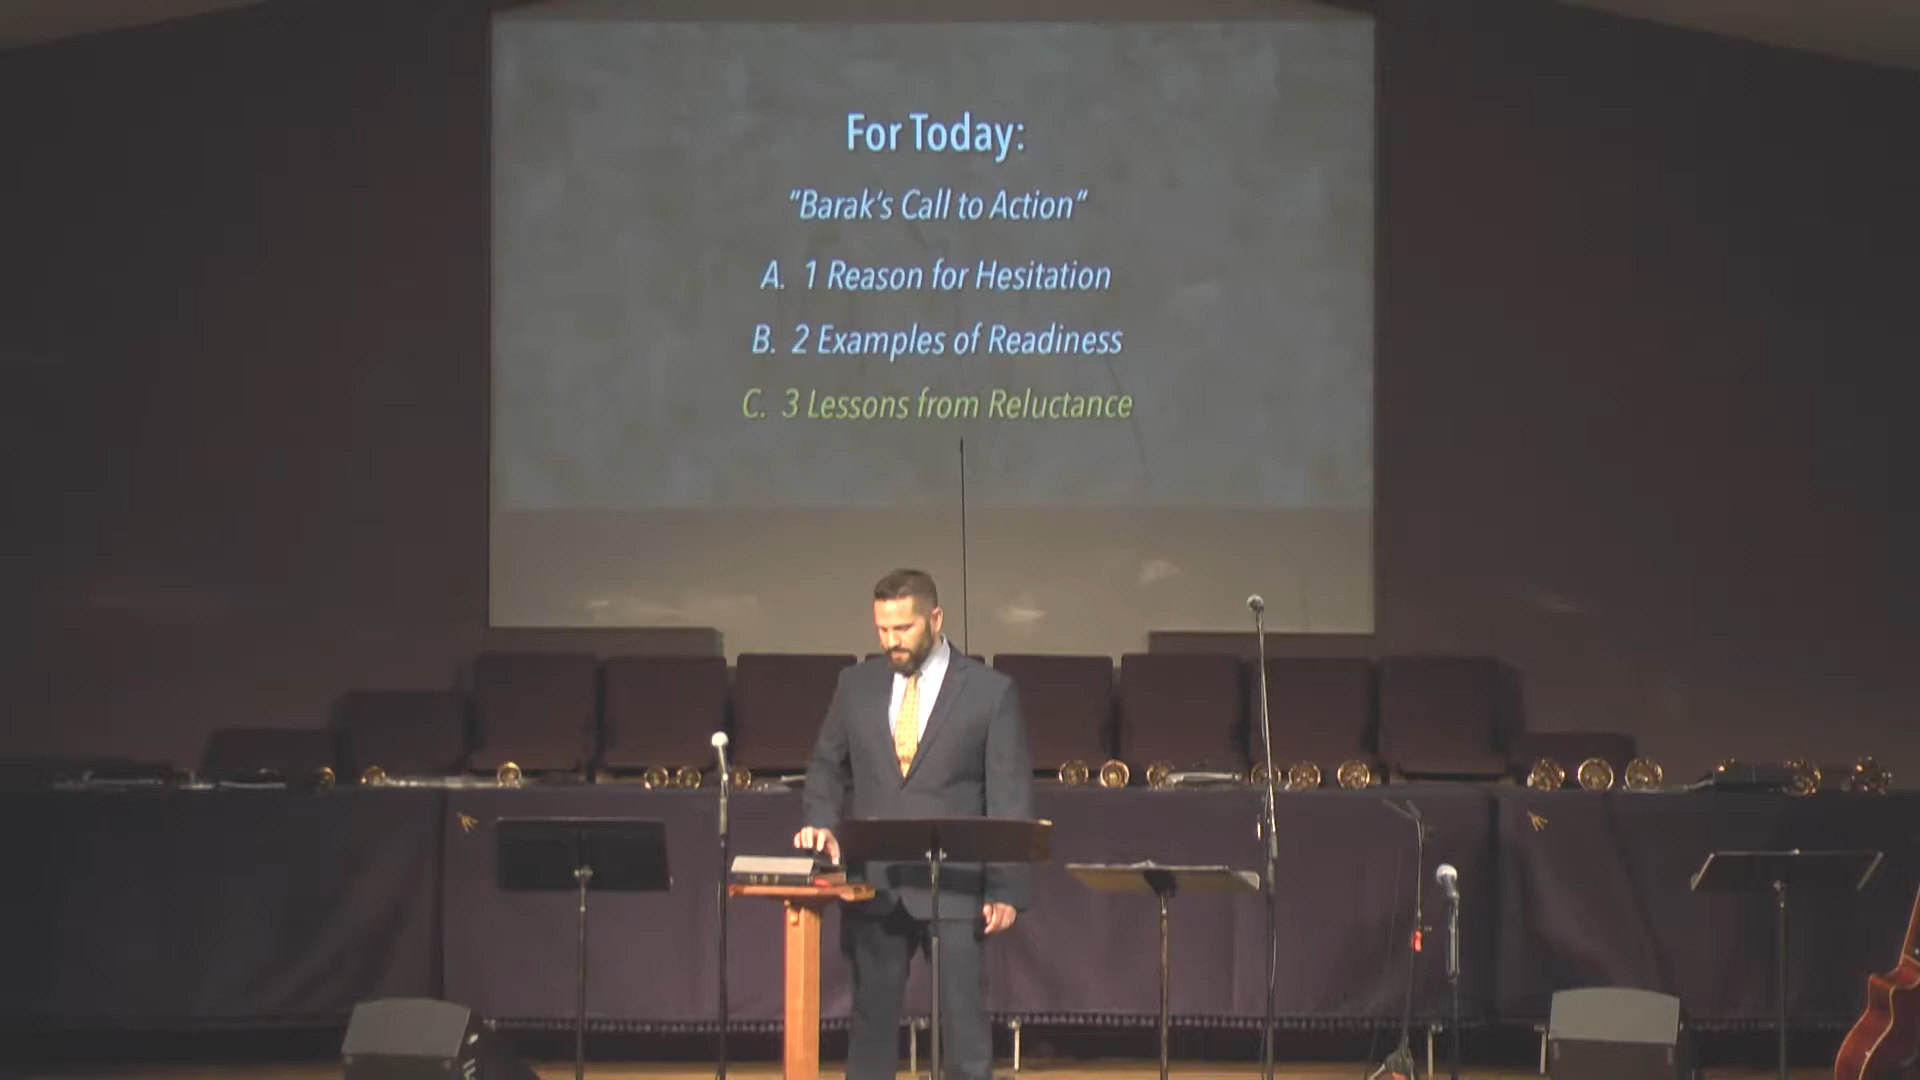 For Today:
"Barak's Call to Action"
A. 1 Reason for Hesitation
B. 2 Examples of Readiness
C. 3 Lessons from Reluctance